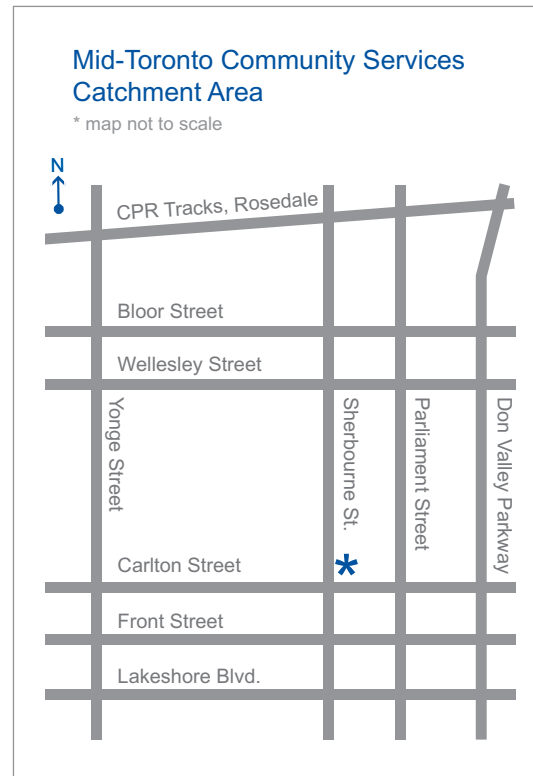 Mid-Toronto Community Services
Catchment Area
* map not to scale
N
CPR Tracks, Rosedale
Bloor Street
Wellesley Street
Yonge Street
Sherbourne St.
Parliament Street
Don Valley Parkway
Carlton Street
*
Front Street
Lakeshore Blvd.